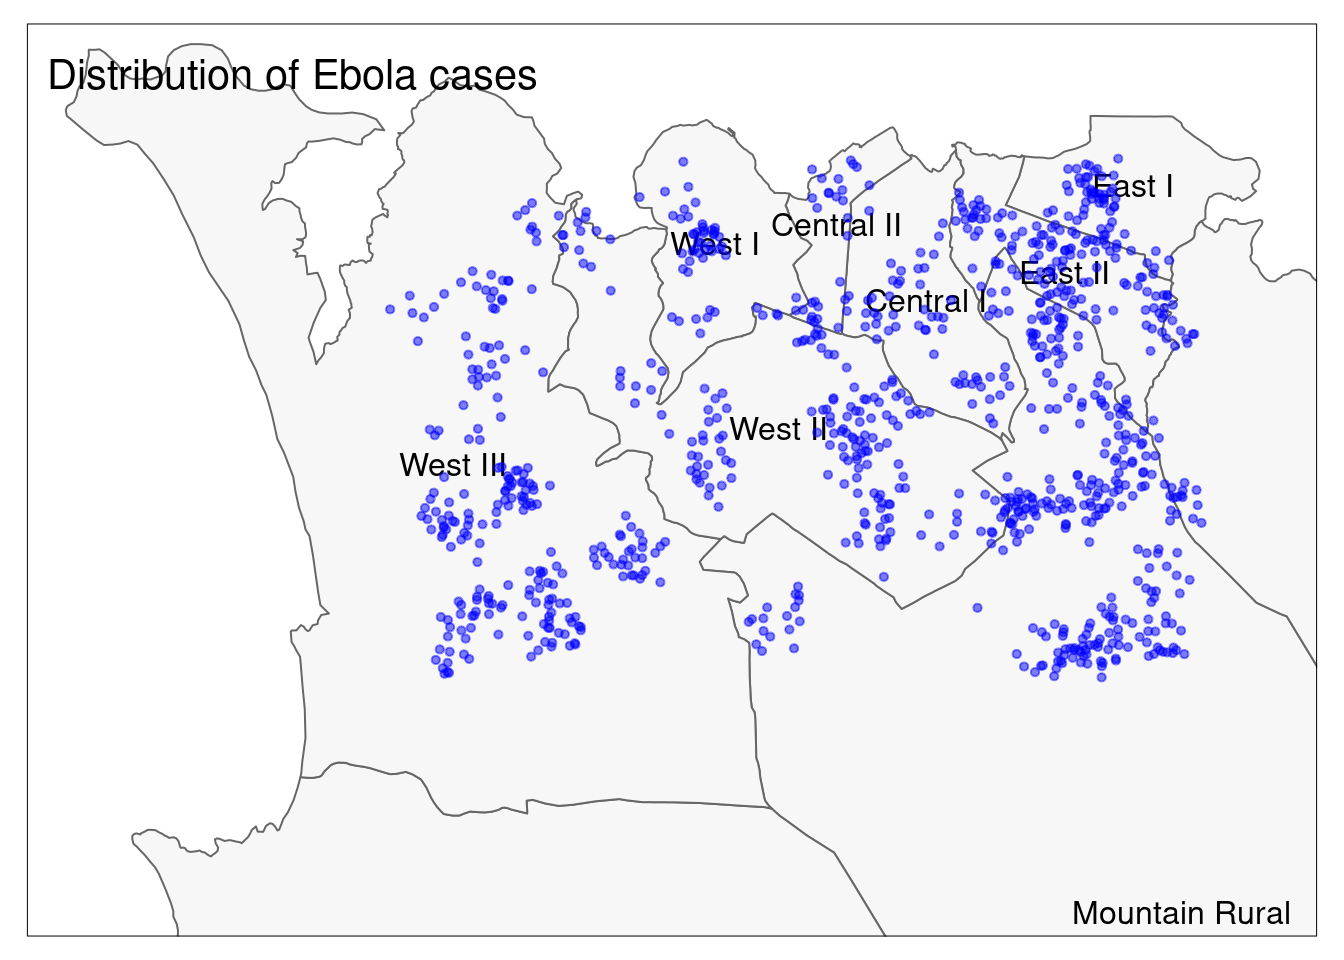 Distribution of Ebola cases
East I
Central II
West I
East II
Central I
West II
West III
Mountain Rural